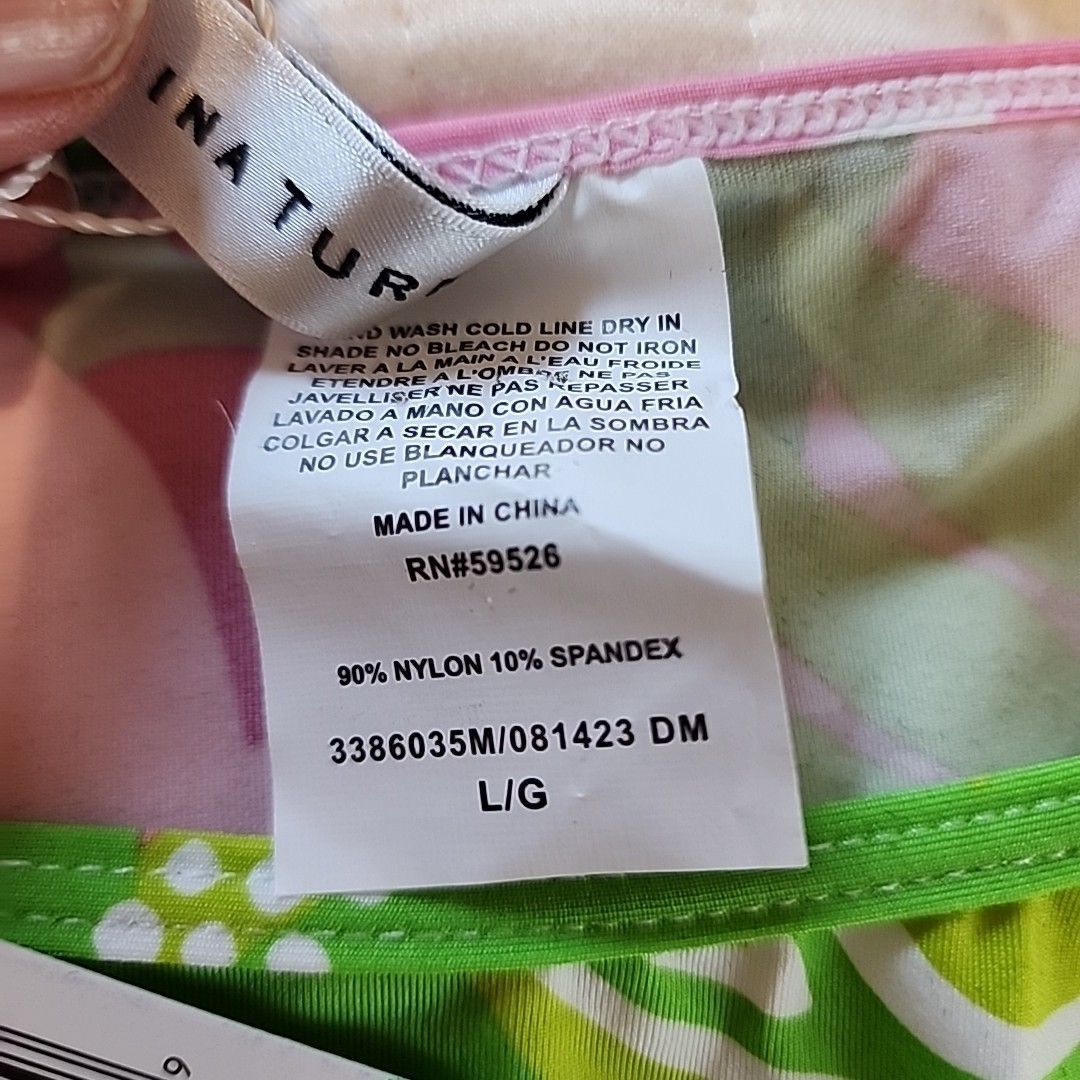 INATUR
WASH COLD LINE DRY IN
SHADE NO BLEACH DO NOT IRON
LAVER A LA MAIN A L'EAU FROIDE
ETENDRE A L'OMBRE NE PAS
JAVELLISER NE PAS REPASSER
LAVADO A MANO CON AGUA FRIA
COLGAR A SECAR EN LA SOMBRA
NO USE BLANQUEADOR NO
PLANCHAR
MADE IN CHINA
RN#59526
90% NYLON 10% SPANDEX
3386035M/081423 DM
L/G
6